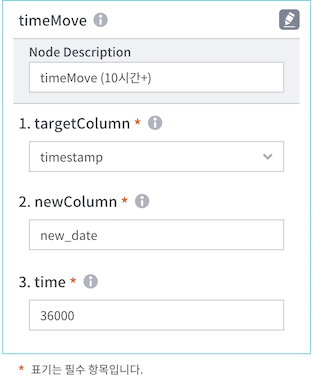 timeMove
Node Description
timeMove (10시간+)
1. targetColumn *
timestamp
2. newColumn *
new_date
3. time *
36000
* 표기는 필수 항목입니다.